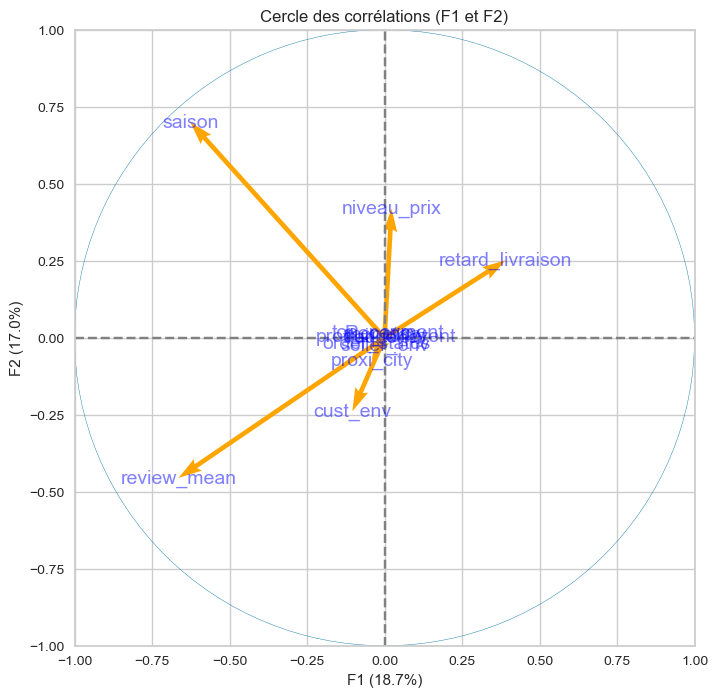 Cercle des corrélations (F1 et F2)
1.00
0.75
0.50
0.25
0.00
−0.25
−0.50
−0.75
−1.00
F2 (17.0%)
saison
niveau_prix
retard_livraison
proxi_city
cust_env
review_mean
−1.00 −0.75 −0.50 −0.25 0.00 0.25 0.50 0.75 1.00
F1 (18.7%)